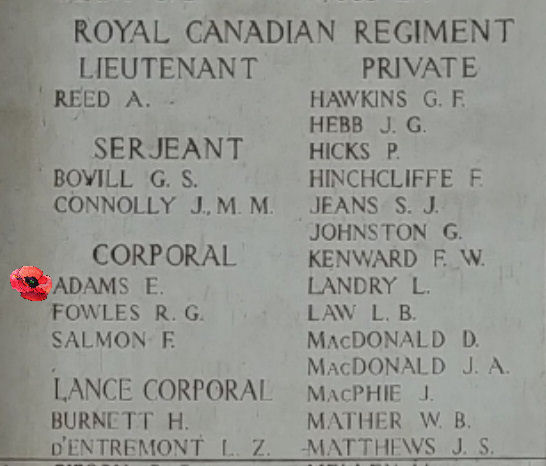 ROYAL CANADIAN REGIMENT
LIEUTENANT
REED A.
SERJEANT
BOVILL G. S.
CONNOLLY J., M. M.
CORPORAL
ADAMS E.
FOWLES R. G.
SALMON F.
LANCE CORPORAL
BURNETT H.
D'ENTREMONT L. Z.
PRIVATE
HAWKINS G. F.
HEBB J. G.
HICKS P.
HINCHCLIFFE F.
JEANS S. J.
JOHNSTON G.
KENWARD F. W.
LANDRY L.
LAW L. B.
MACDONALD D.
MACDONALD J. A.
MACPHIE J.
MATHER W. B.
MATTHEWS J. S.